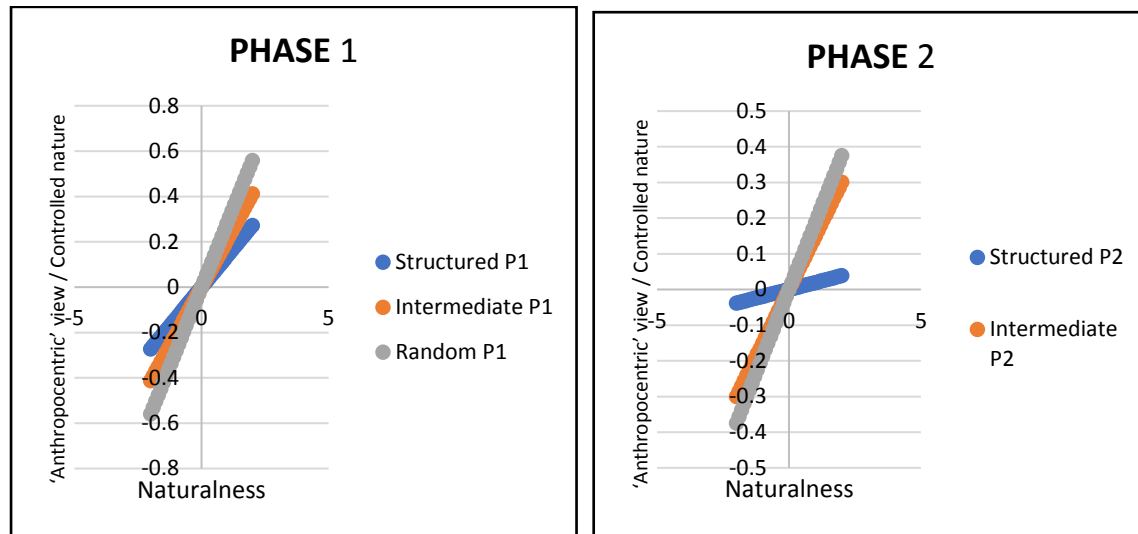 PHASE 1
'Anthropocentric' view / Controlled nature
0.8
0.6
0.4
0.2
0
-0.2
-0.4
-0.6
-0.8
-5
0
5
Naturalness
Structured P1
Intermediate P1
Random P1
PHASE 2
'Anthropocentric' view / Controlled nature
0.5
0.4
0.3
0.2
0.1
0
-0.1
-0.2
-0.3
-0.4
-0.5
-5
0
5
Naturalness
Structured P2
Intermediate
P2